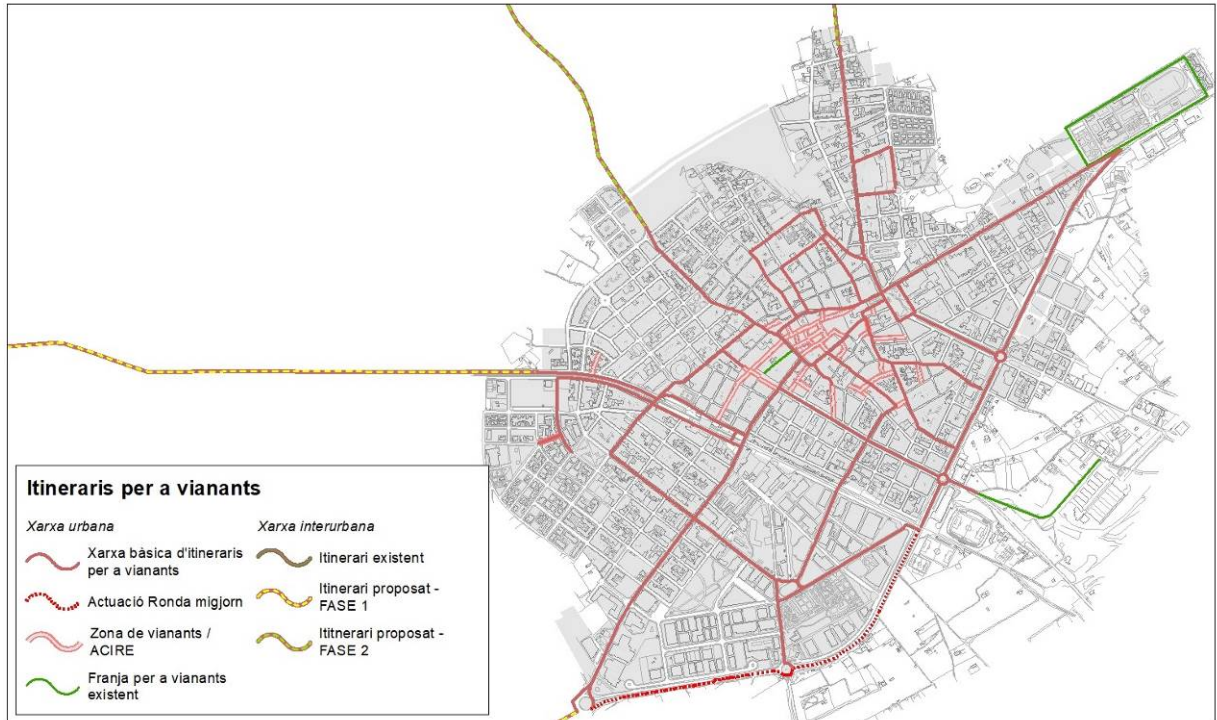 Itineraris per a vianants
Xarxa urbana
Xarxa bàsica d'itineraris
per a vianants
Actuació Ronda migjorn
Zona de vianants /
ACIRE
Franja per a vianants
existent
Xarxa interurbana
Itinerari existent
Itinerari proposat -
FASE 1
Ititnerari proposat -
FASE 2